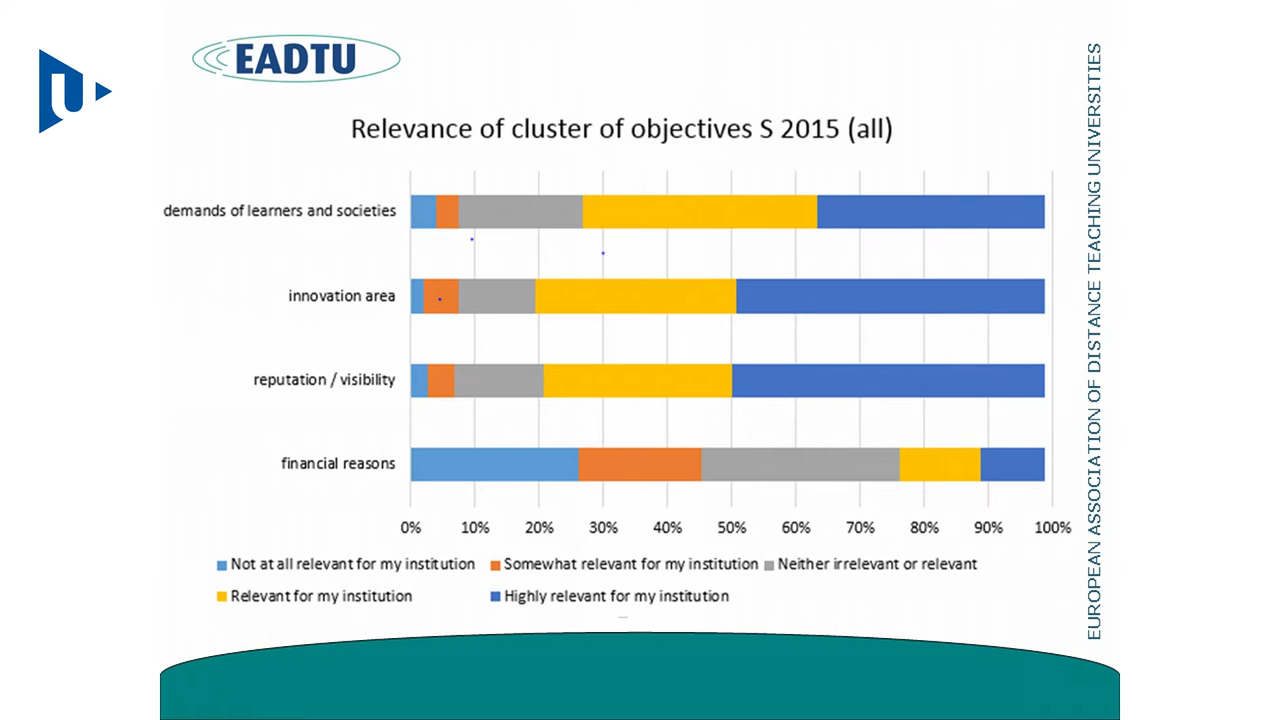 U
EADTU
Relevance of cluster of objectives S 2015 (all)
demands of learners and societies
innovation area
reputation / visibility
financial reasons
0% 10% 20% 30% 40% 50% 60% 70% 80% 90% 100%
Not at all relevant for my institution Somewhat relevant for my institution Neither irrelevant or relevant
Relevant for my institution Highly relevant for my institution
EUROPEAN ASSOCIATION OF DISTANCE TEACHING UNIVERSITIES